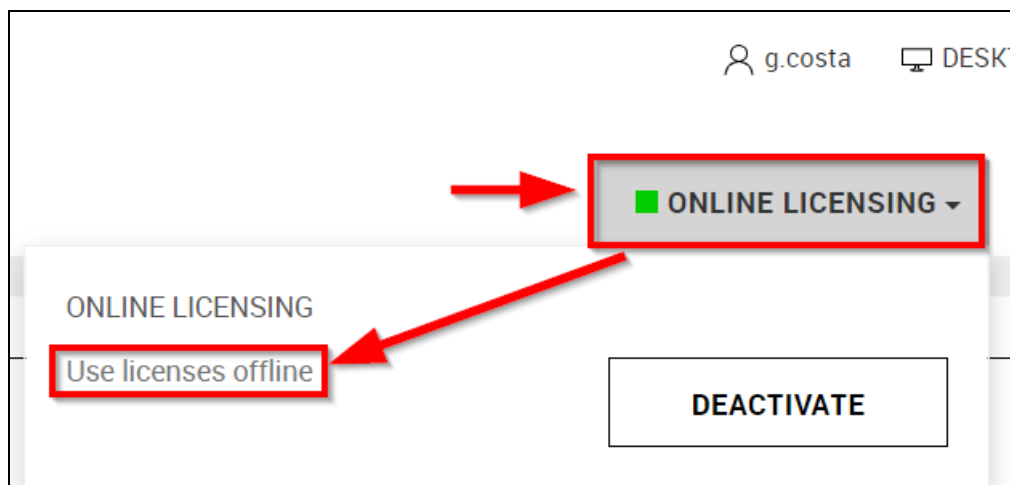 g.costa
DESKT
ONLINE LICENSING
ONLINE LICENSING
Use licenses offline
DEACTIVATE